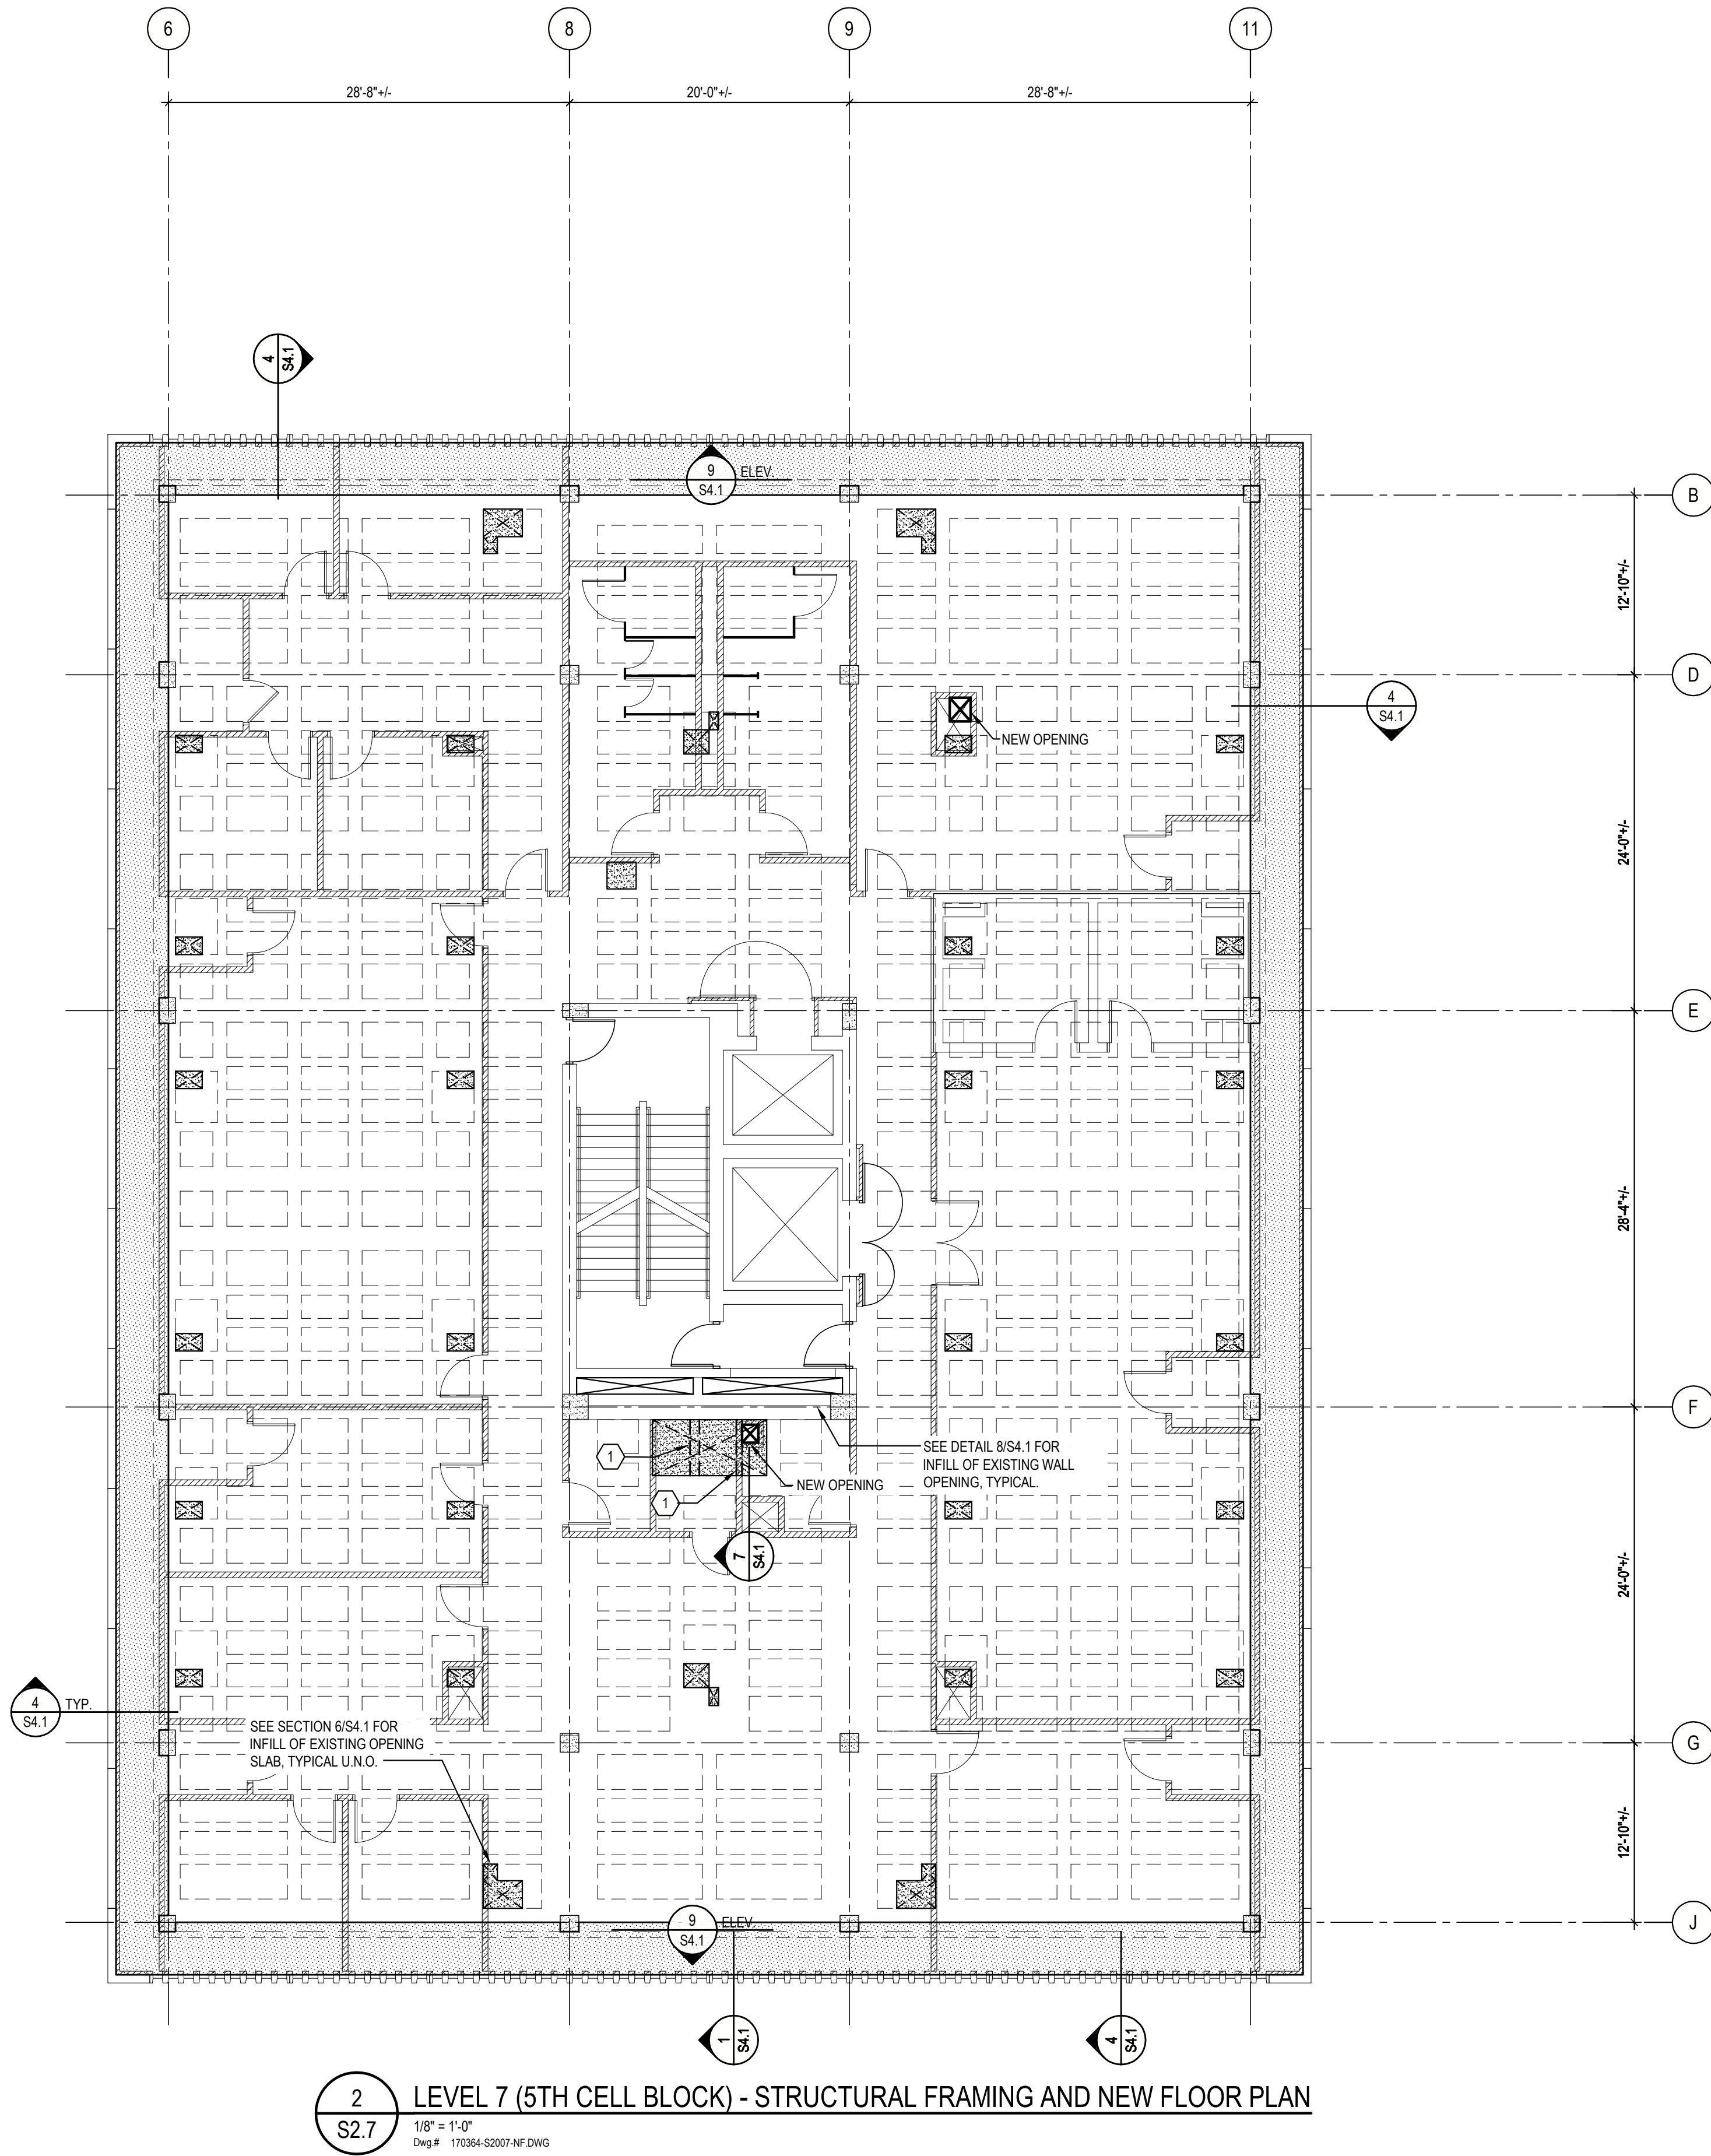 6
8
9
11
28'-8"+/-
20'-0"+/-
28'-8"+/-
4
S4.1
9
S4.1
ELEV.
B
12'-10"+/-
D
4
S4.1
NEW OPENING
24'-0"+/-
E
28'-4"+/-
F
SEE DETAIL 8/S4.1 FOR
INFILL OF EXISTING WALL
OPENING, TYPICAL.
1
NEW OPENING
1
7
S4.1
24'-0"+/-
4
S4.1
TYP.
SEE SECTION 6/S4.1 FOR
INFILL OF EXISTING OPENING
SLAB, TYPICAL U.N.O.
G
12'-10"+/-
9
S4.1
ELEV.
J
1
S4.1
4
S4.1
2
S2.7
LEVEL 7 (5TH CELL BLOCK) - STRUCTURAL FRAMING AND NEW FLOOR PLAN
1/8" = 1'-0"
Dwg.# 170364-S2007-NF.DWG